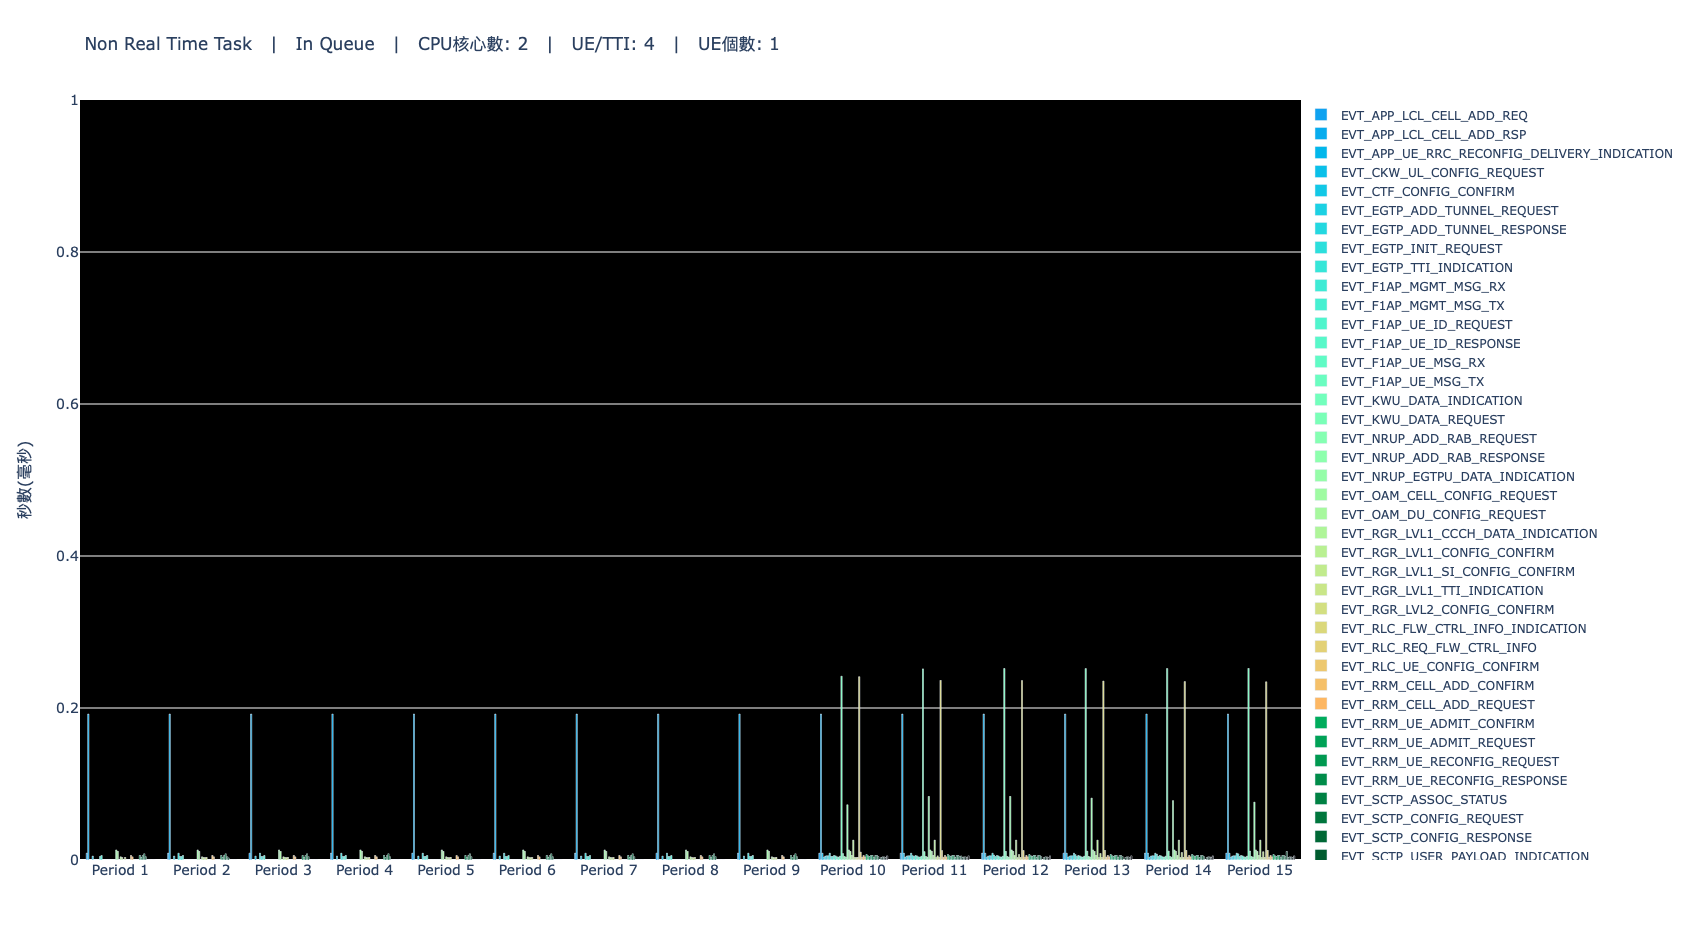 Non Real Time Task | In Queue | CPU核心數: 2 | UE/TTI: 4 | UE個數: 1
秒數(毫秒)
1
0.8
0.6
0.4
0.2
0
Period 1 Period 2 Period 3 Period 4 Period 5 Period 6 Period 7 Period 8 Period 9 Period 10 Period 11 Period 12 Period 13 Period 14 Period 15
EVT_APP_LCL_CELL_ADD_REQ
EVT_APP_LCL_CELL_ADD_RSP
EVT_APP_UE_RRC_RECONFIG_DELIVERY_INDICATION
EVT_CKW_UL_CONFIG_REQUEST
EVT_CTF_CONFIG_CONFIRM
EVT_EGTP_ADD_TUNNEL_REQUEST
EVT_EGTP_ADD_TUNNEL_RESPONSE
EVT_EGTP_INIT_REQUEST
EVT_EGTP_TTI_INDICATION
EVT_F1AP_MGMT_MSG_RX
EVT_F1AP_MGMT_MSG_TX
EVT_F1AP_UE_ID_REQUEST
EVT_F1AP_UE_ID_RESPONSE
EVT_F1AP_UE_MSG_RX
EVT_F1AP_UE_MSG_TX
EVT_KWU_DATA_INDICATION
EVT_KWU_DATA_REQUEST
EVT_NRUP_ADD_RAB_REQUEST
EVT_NRUP_ADD_RAB_RESPONSE
EVT_NRUP_EGTPU_DATA_INDICATION
EVT_OAM_CELL_CONFIG_REQUEST
EVT_OAM_DU_CONFIG_REQUEST
EVT_RGR_LVL1_CCCH_DATA_INDICATION
EVT_RGR_LVL1_CONFIG_CONFIRM
EVT_RGR_LVL1_SI_CONFIG_CONFIRM
EVT_RGR_LVL1_TTI_INDICATION
EVT_RGR_LVL2_CONFIG_CONFIRM
EVT_RLC_FLW_CTRL_INFO_INDICATION
EVT_RLC_REQ_FLW_CTRL_INFO
EVT_RLC_UE_CONFIG_CONFIRM
EVT_RRM_CELL_ADD_CONFIRM
EVT_RRM_CELL_ADD_REQUEST
EVT_RRM_UE_ADMIT_CONFIRM
EVT_RRM_UE_ADMIT_REQUEST
EVT_RRM_UE_RECONFIG_REQUEST
EVT_RRM_UE_RECONFIG_RESPONSE
EVT_SCTP_ASSOC_STATUS
EVT_SCTP_CONFIG_REQUEST
EVT_SCTP_CONFIG_RESPONSE
EVT_SCTP_USER_PAYLOAD_INDICATION